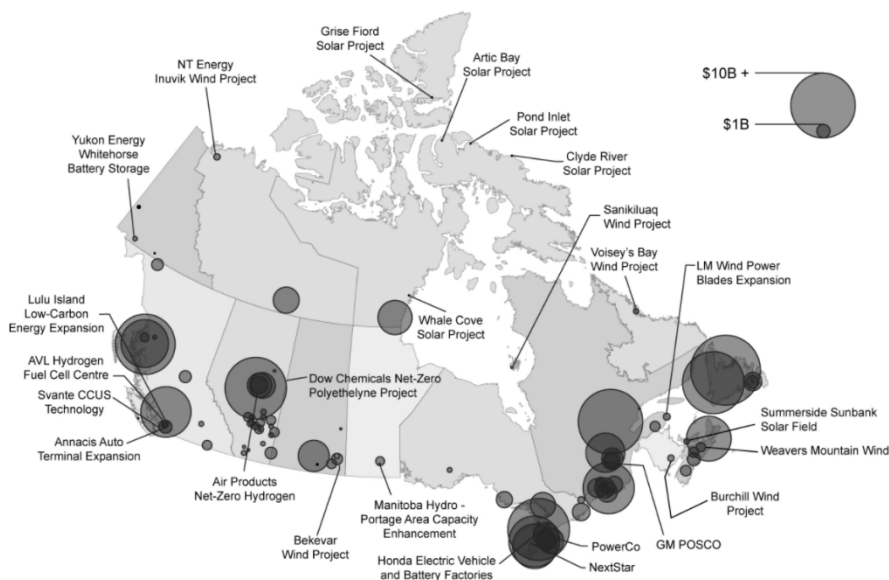 Grise Fiord
Solar Project
Artic Bay
Solar Project
NT Energy
Inuvik Wind Project
$10B +
$1B
Pond Inlet
Solar Project
Yukon Energy
Whitehorse
Battery Storage
Clyde River
Solar Project
Sanikiluaq
Wind Project
Voisey's Bay
Wind Project
LM Wind Power
Blades Expansion
Lulu Island
Low-Carbon
Energy Expansion
Whale Cove
Solar Project
AVL Hydrogen
Fuel Cell Centre
Dow Chemicals Net-Zero
Polyethelyne Project
Svante CCUS
Technology
Summerside Sunbank
Solar Field
Annacis Auto
Terminal Expansion
Weavers Mountain Wind
Air Products
Net-Zero Hydrogen
Manitoba Hydro -
Portage Area Capacity
Enhancement
Burchill Wind
Project
Bekevar
Wind Project
PowerCo
GM POSCO
Honda Electric Vehicle
and Battery Factories
NextStar